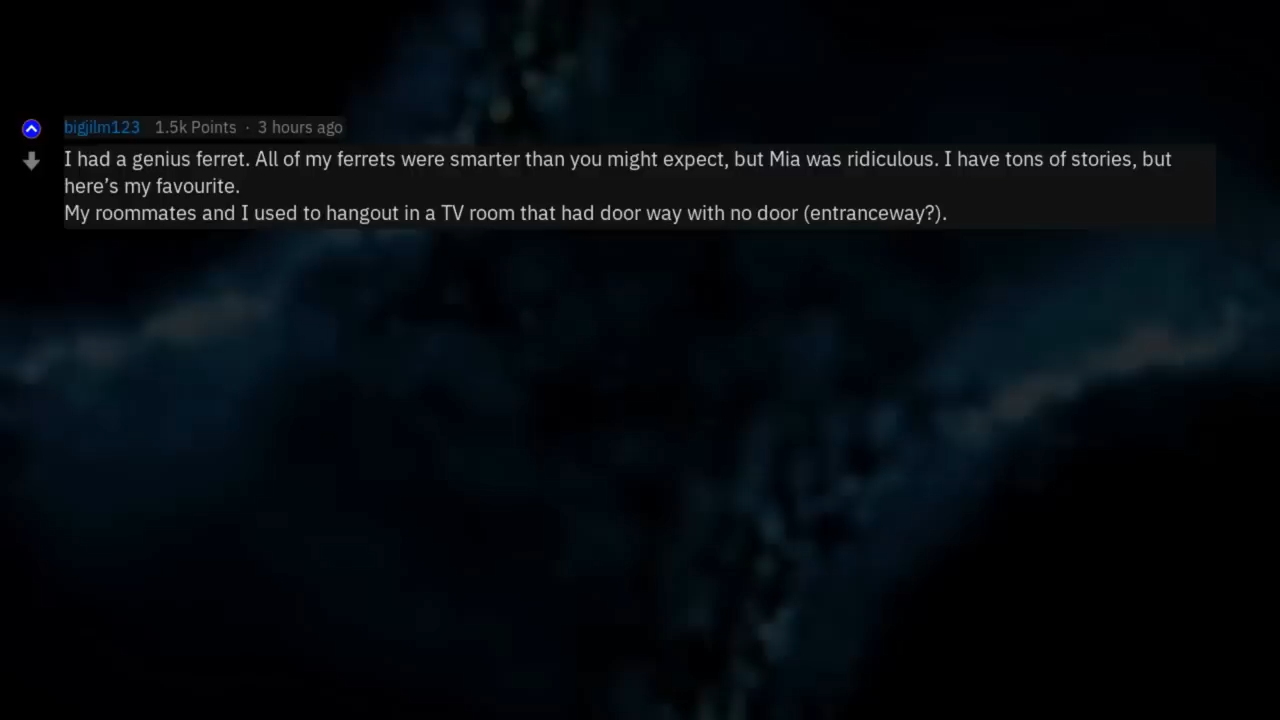 bigjilm123 1.5k Points · 3 hours ago
I had a genius ferret. All of my ferrets were smarter than you might expect, but Mia was ridiculous. I have tons of stories, but
here’s my favourite.
My roommates and I used to hangout in a TV room that had door way with no door (entranceway?).